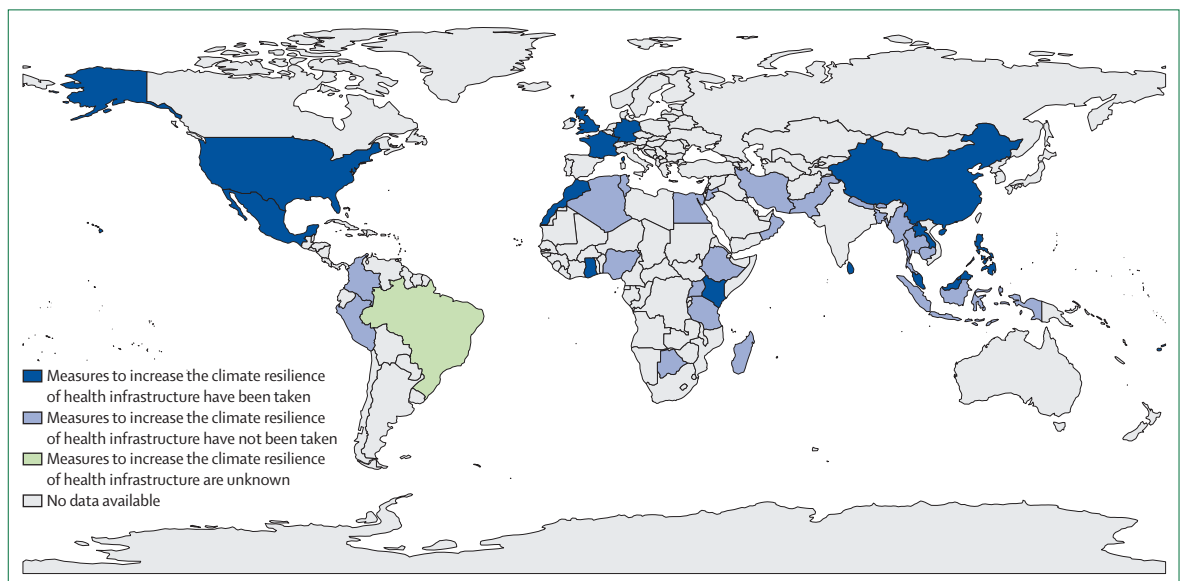 Measures to increase the climate resilience
of health infrastructure have been taken
Measures to increase the climate resilience
of health infrastructure have not been taken
Measures to increase the climate resilience
of health infrastructure are unknown
No data available